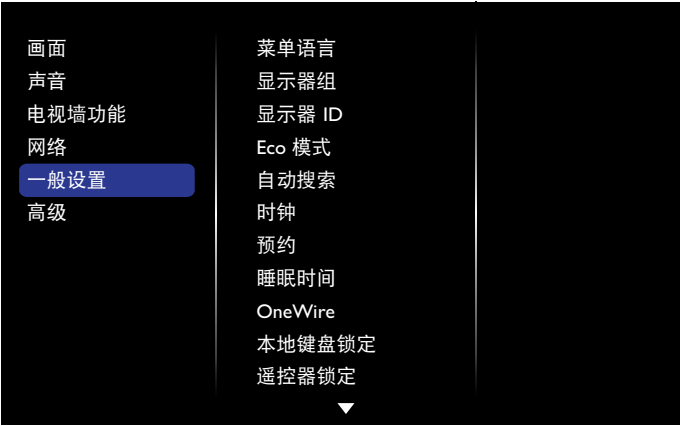 画面
声音
电视墙功能
网络
一般设置
高级
菜单语言
显示器组
显示器 ID
Eco 模式
自动搜索
时钟
预约
睡眠时间
OneWire
本地键盘锁定
遥控器锁定